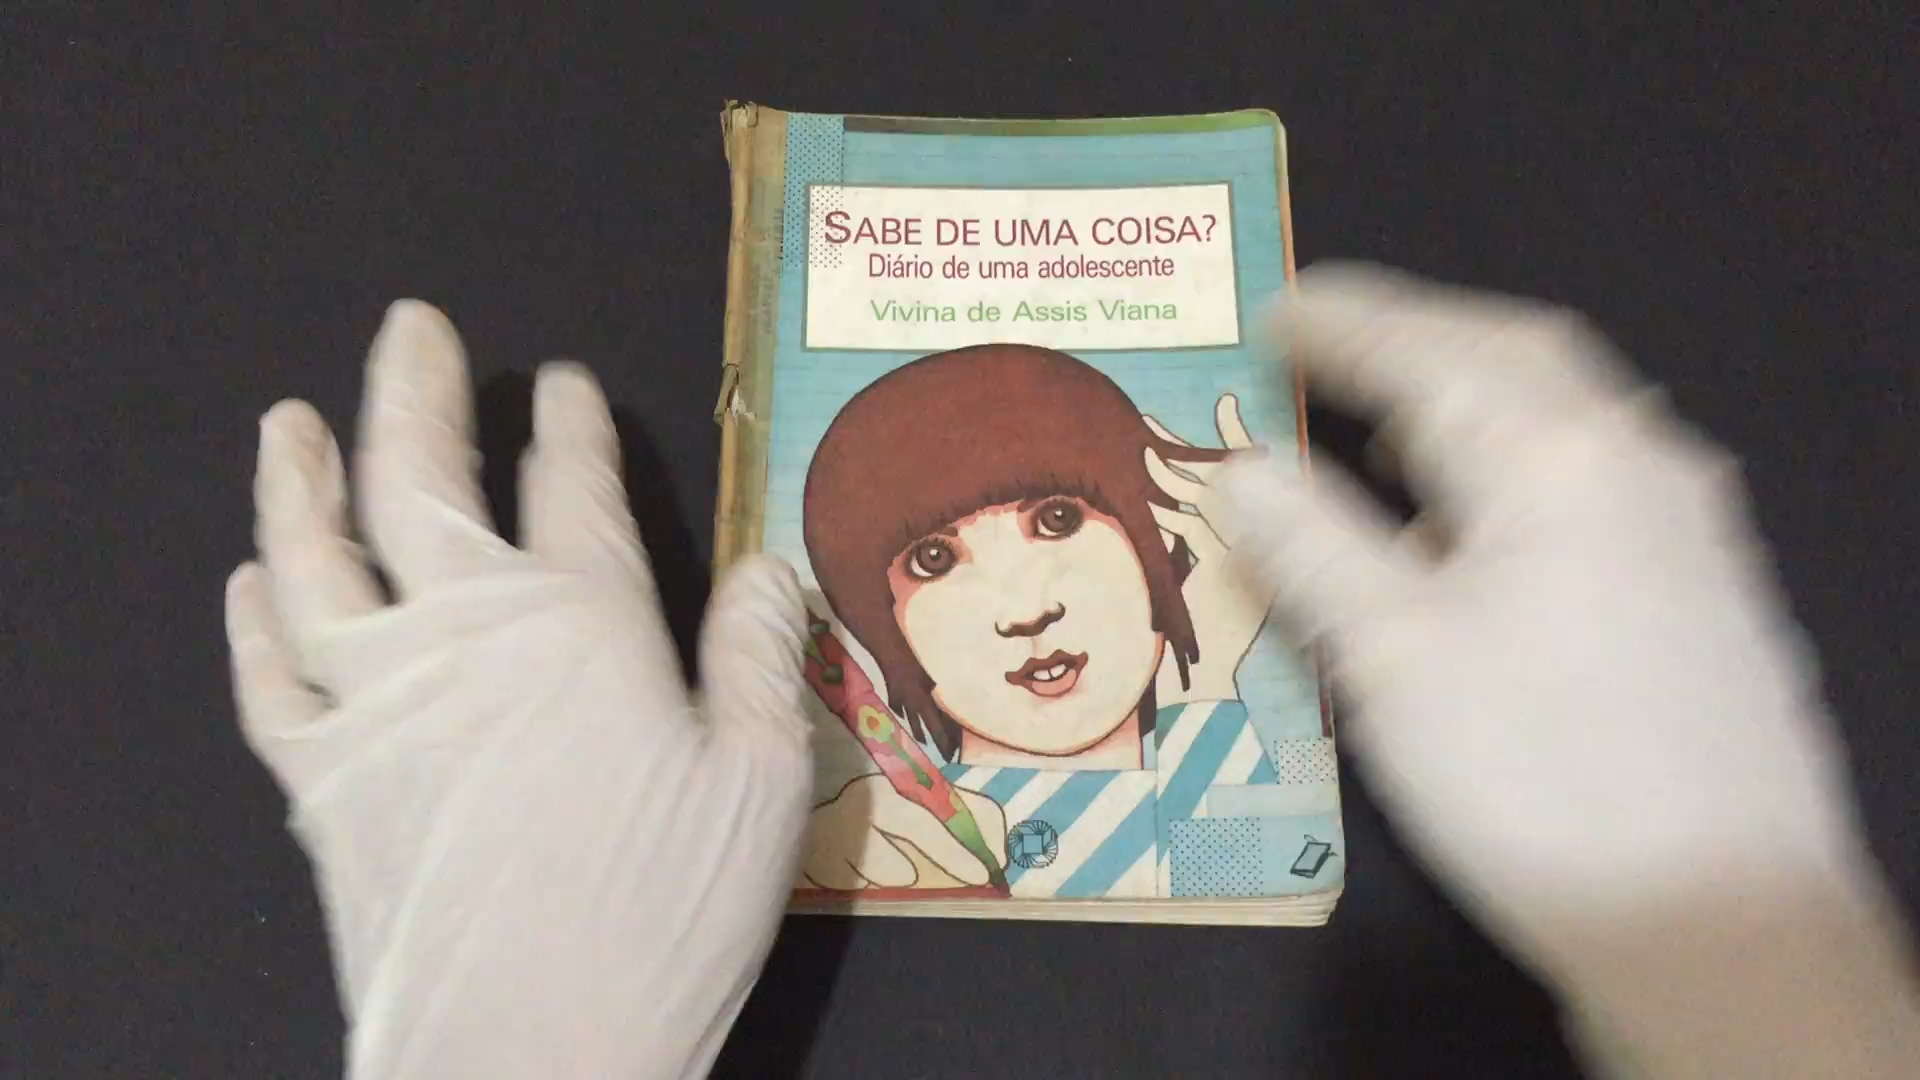 SABE DE UMA COISA?
Diário de uma adolescente
Vivina de Assis Viana